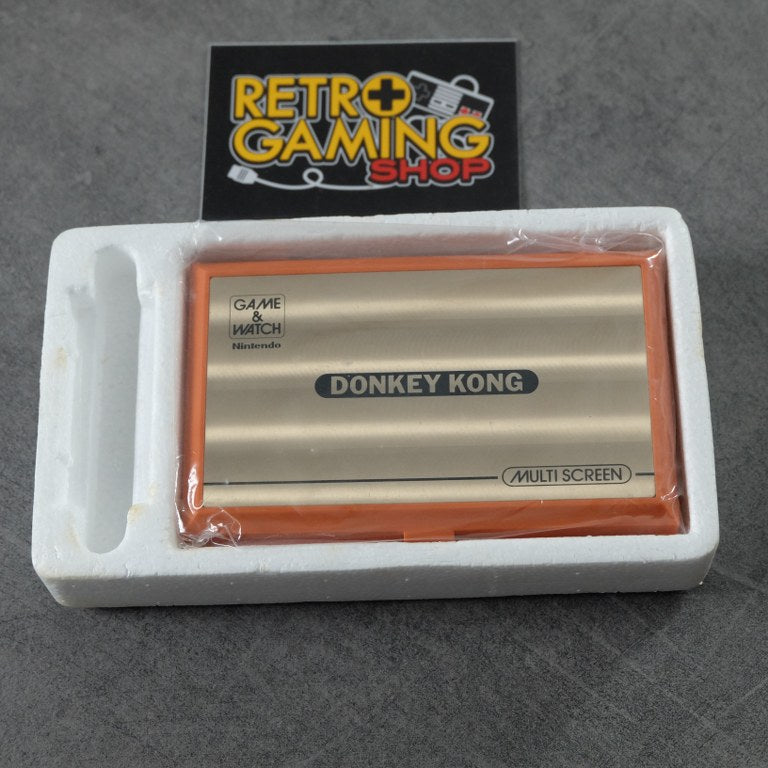 RETRO
GAMING
SHOP
GAME
&
WATCH
Nintendo
DONKEY KONG
MULTI SCREEN